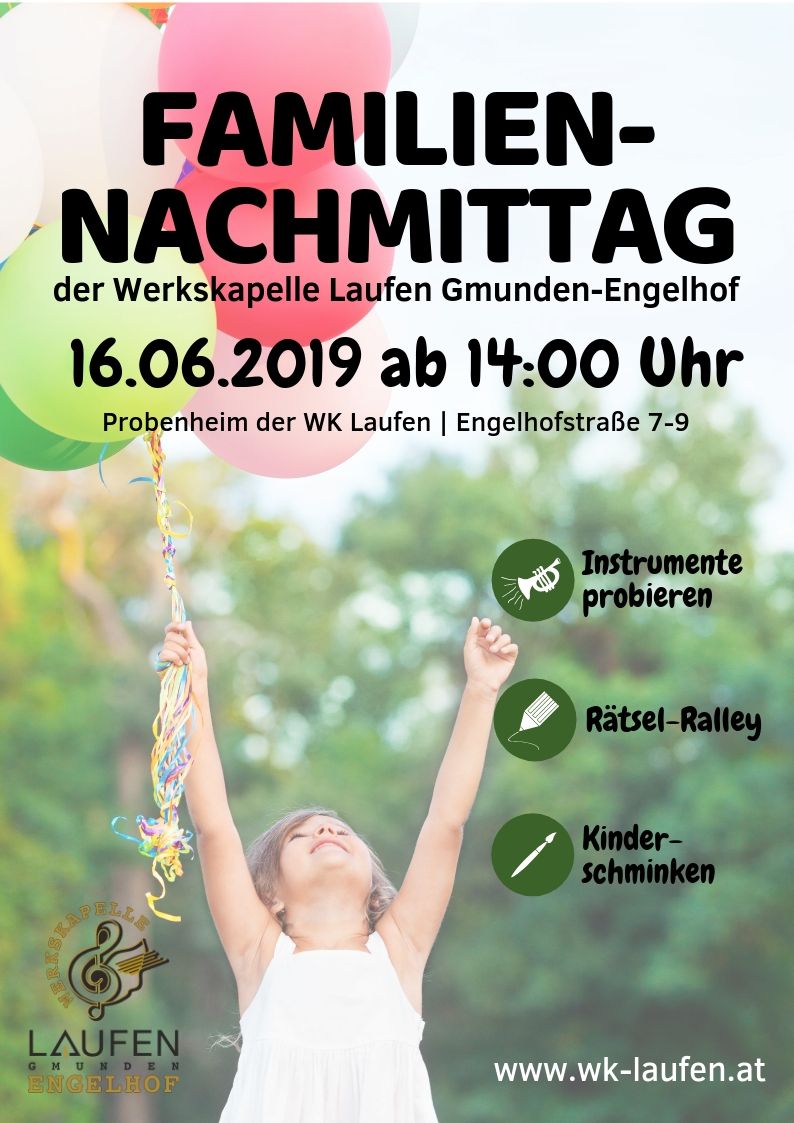 FAMILIEN-
NACHMITTAG
der Werkskapelle Laufen Gmunden-Engelhof
16.06.2019 ab 14:00 Uhr
Probenheim der WK Laufen | Engelhofstraße 7-9
Instrumente
probieren
Rätsel-Ralley
Kinder-
schminken
WERKSKAPELLE
LAUFEN
GMUNDEN
ENGELHOF
www.wk-laufen.at